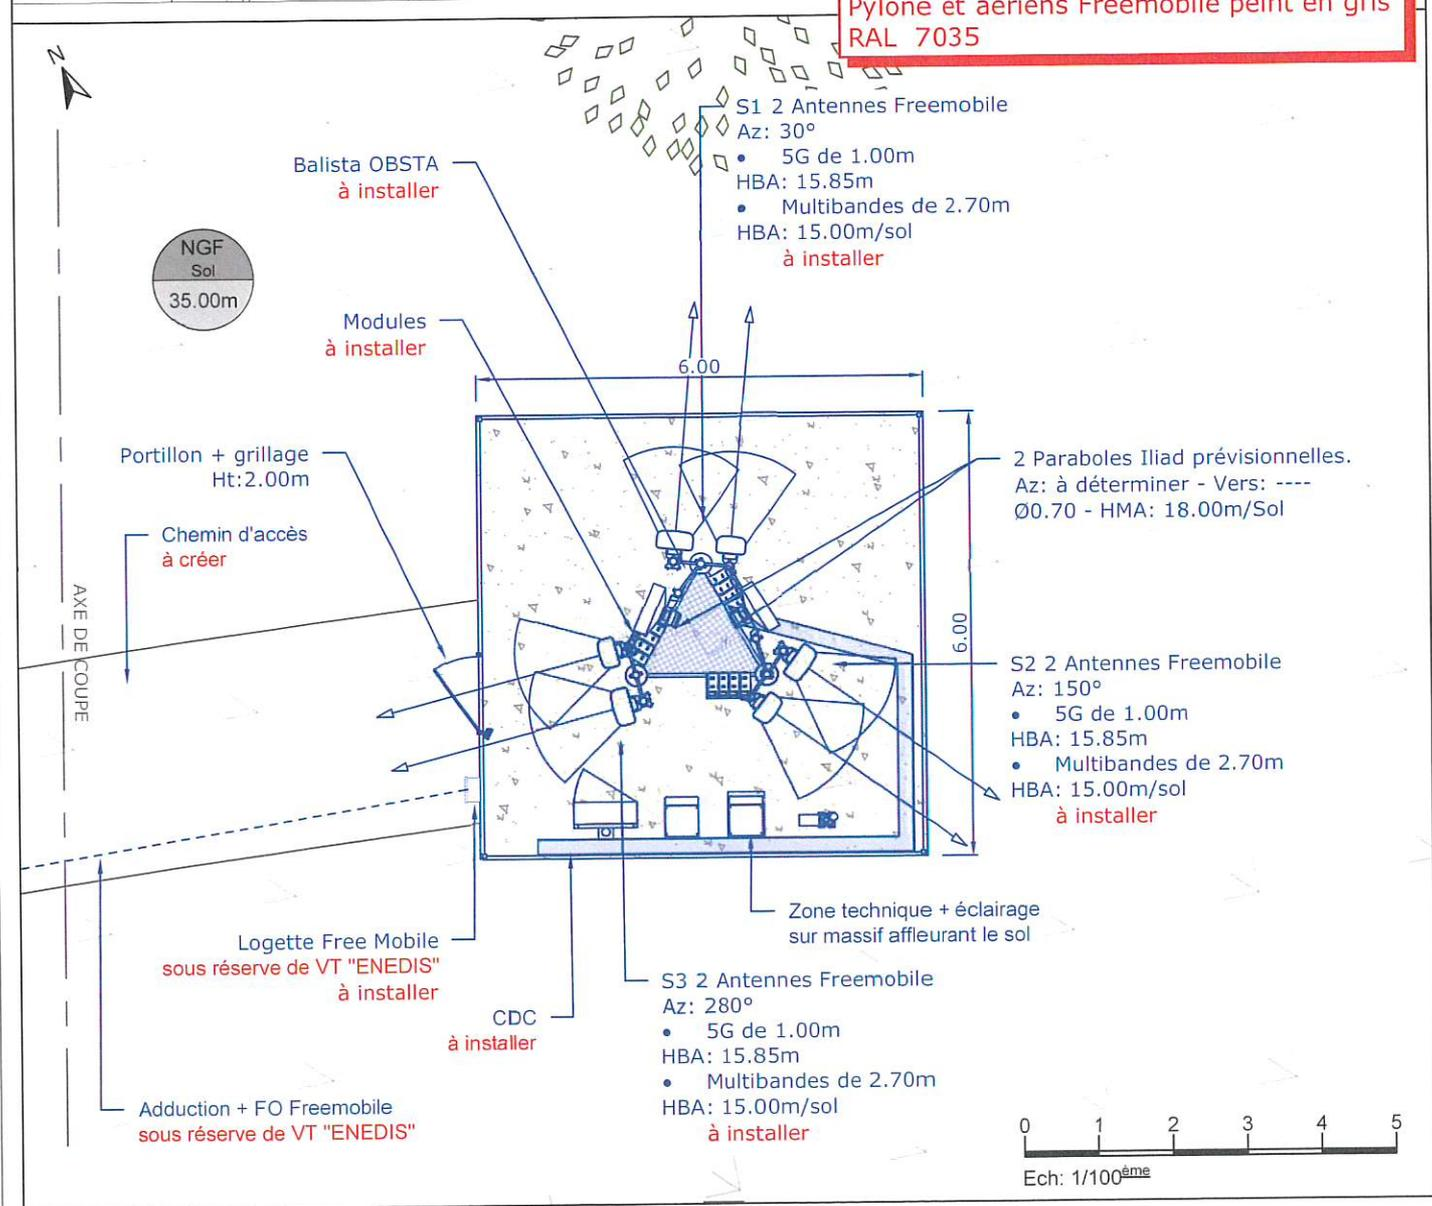 Pylône et aériens Freemobile peint en gris
RAL 7035
N
S1 2 Antennes Freemobile
Az: 30°
• 5G de 1.00m
HBA: 15.85m
• Multibandes de 2.70m
HBA: 15.00m/sol
à installer
Balista OBSTA
à installer
NGF
Sol
35.00m
Modules
à installer
6.00
Portillon + grillage
Ht:2.00m
2 Paraboles Iliad prévisionnelles.
Az: à déterminer - Vers: ----
Ø0.70 - HMA: 18.00m/Sol
Chemin d'accès
à créer
AXE DE COUPE
6.00
S2 2 Antennes Freemobile
Az: 150°
• 5G de 1.00m
HBA: 15.85m
• Multibandes de 2.70m
HBA: 15.00m/sol
à installer
Zone technique + éclairage
sur massif affleurant le sol
Logette Free Mobile
sous réserve de VT "ENEDIS"
à installer
S3 2 Antennes Freemobile
Az: 280°
• 5G de 1.00m
HBA: 15.85m
• Multibandes de 2.70m
HBA: 15.00m/sol
à installer
CDC
à installer
Adduction + FO Freemobile
sous réserve de VT "ENEDIS"
0 1 2 3 4 5
Ech: 1/100ème